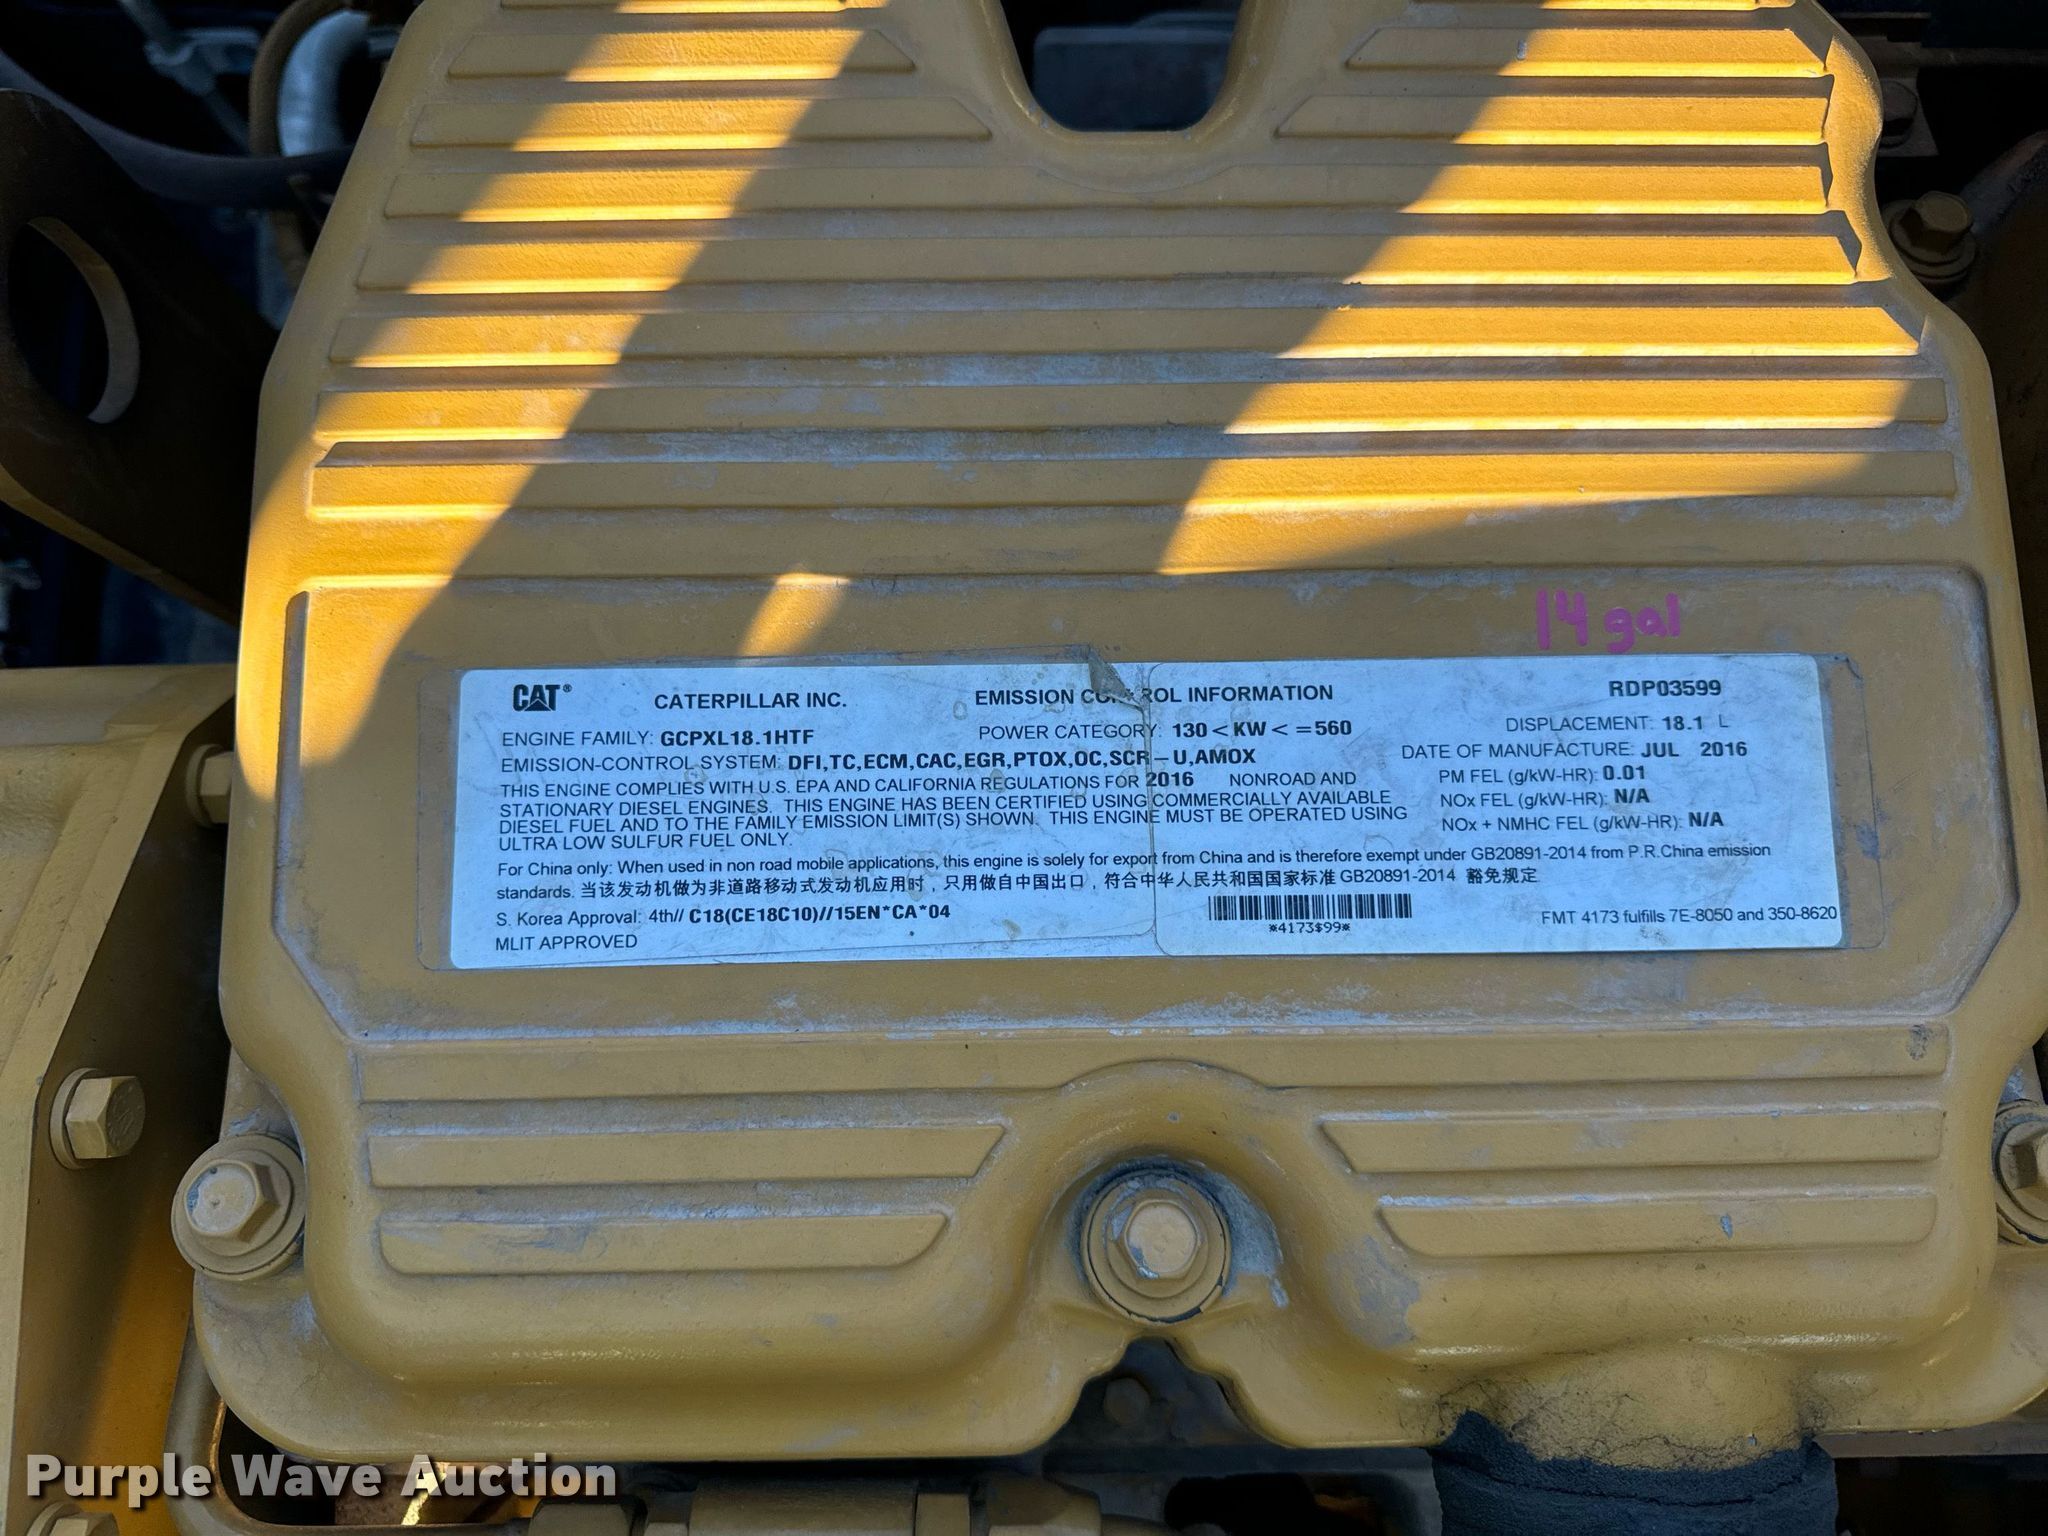 14 gal
CAT® CATERPILLAR INC. EMISSION CONTROL INFORMATION RDP03599
ENGINE FAMILY: GCPXL18.1HTF POWER CATEGORY: 130<KW<=560 DISPLACEMENT: 18.1 L
EMISSION-CONTROL SYSTEM: DFI,TC,ECM,CAC,EGR,PTOX,OC,SCR-U,AMOX DATE OF MANUFACTURE: JUL 2016
THIS ENGINE COMPLIES WITH U.S. EPA AND CALIFORNIA REGULATIONS FOR 2016 NONROAD AND PM FEL (g/kW-HR): 0.01
STATIONARY DIESEL ENGINES. THIS ENGINE HAS BEEN CERTIFIED USING COMMERCIALLY AVAILABLE NOx FEL (g/kW-HR): N/A
DIESEL FUEL AND TO THE FAMILY EMISSION LIMIT(S) SHOWN. THIS ENGINE MUST BE OPERATED USING NOx + NMHC FEL (g/kW-HR): N/A
ULTRA LOW SULFUR FUEL ONLY.
For China only: When used in non road mobile applications, this engine is solely for export from China and is therefore exempt under GB20891-2014 from P.R.China emission
standards. 当该发动机做为非道路移动式发动机应用时，只用做自中国出口，符合中华人民共和国国家标准 GB20891-2014 豁免规定
S. Korea Approval: 4th// C18(CE18C10)//15EN*CA*04 FMT 4173 fulfills 7E-8050 and 350-8620
*4173$99*
MLIT APPROVED
Purple Wave Auction